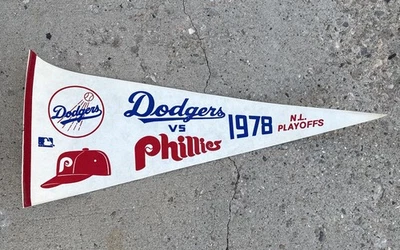 Dodgers
P
Dodgers
VS
Phillies
1978
N.L.
PLAYOFFS